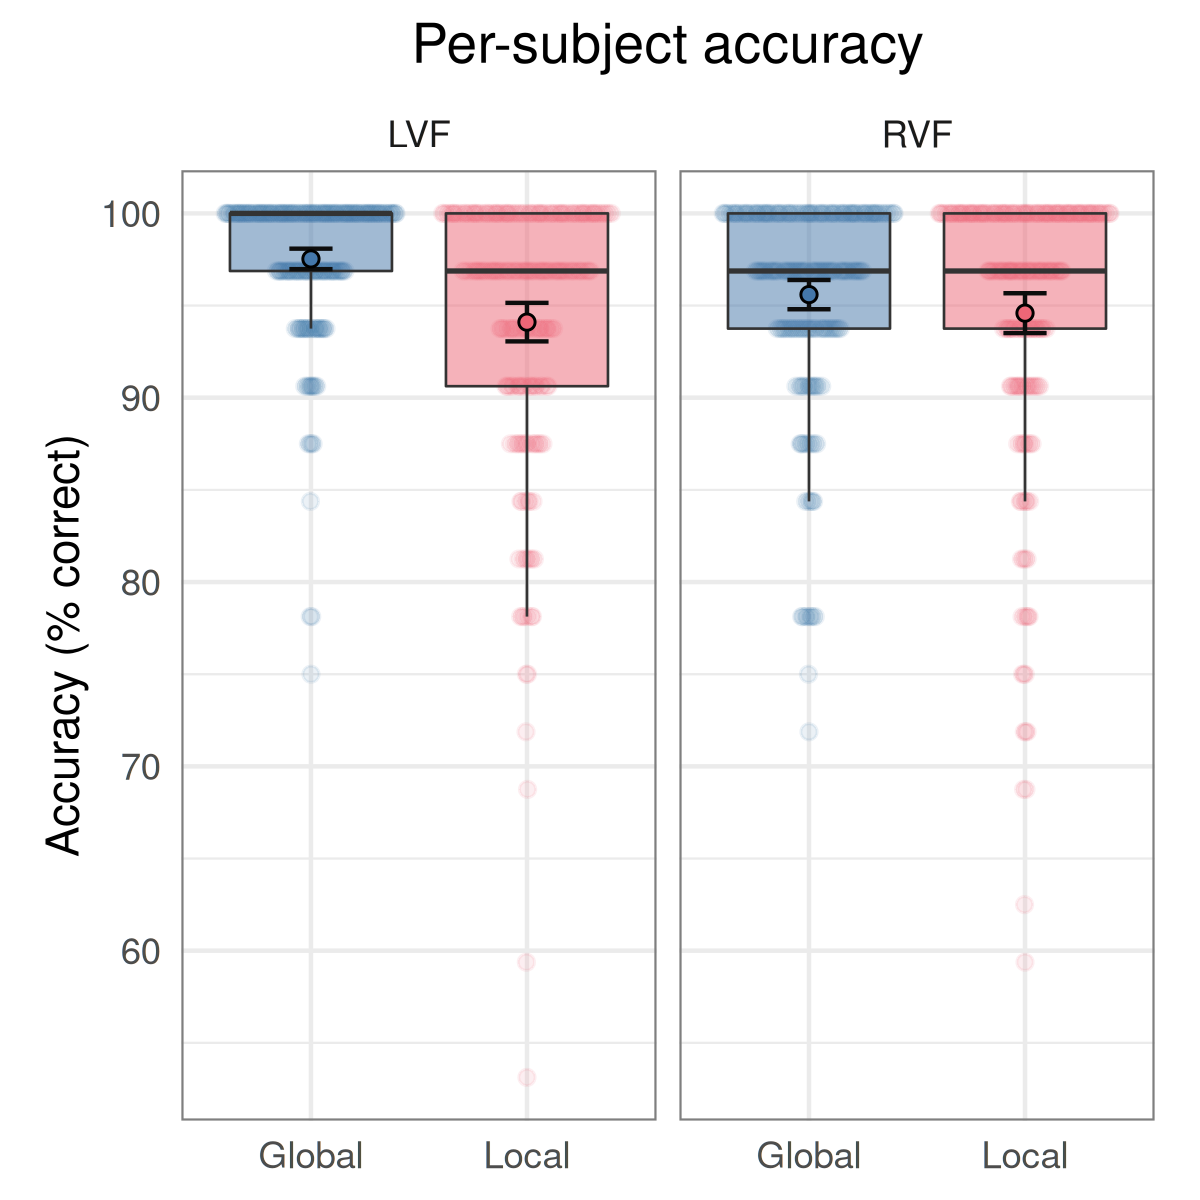 Per-subject accuracy
LVF
RVF
Accuracy (% correct)
100
90
80
70
60
Global
Local
Global
Local